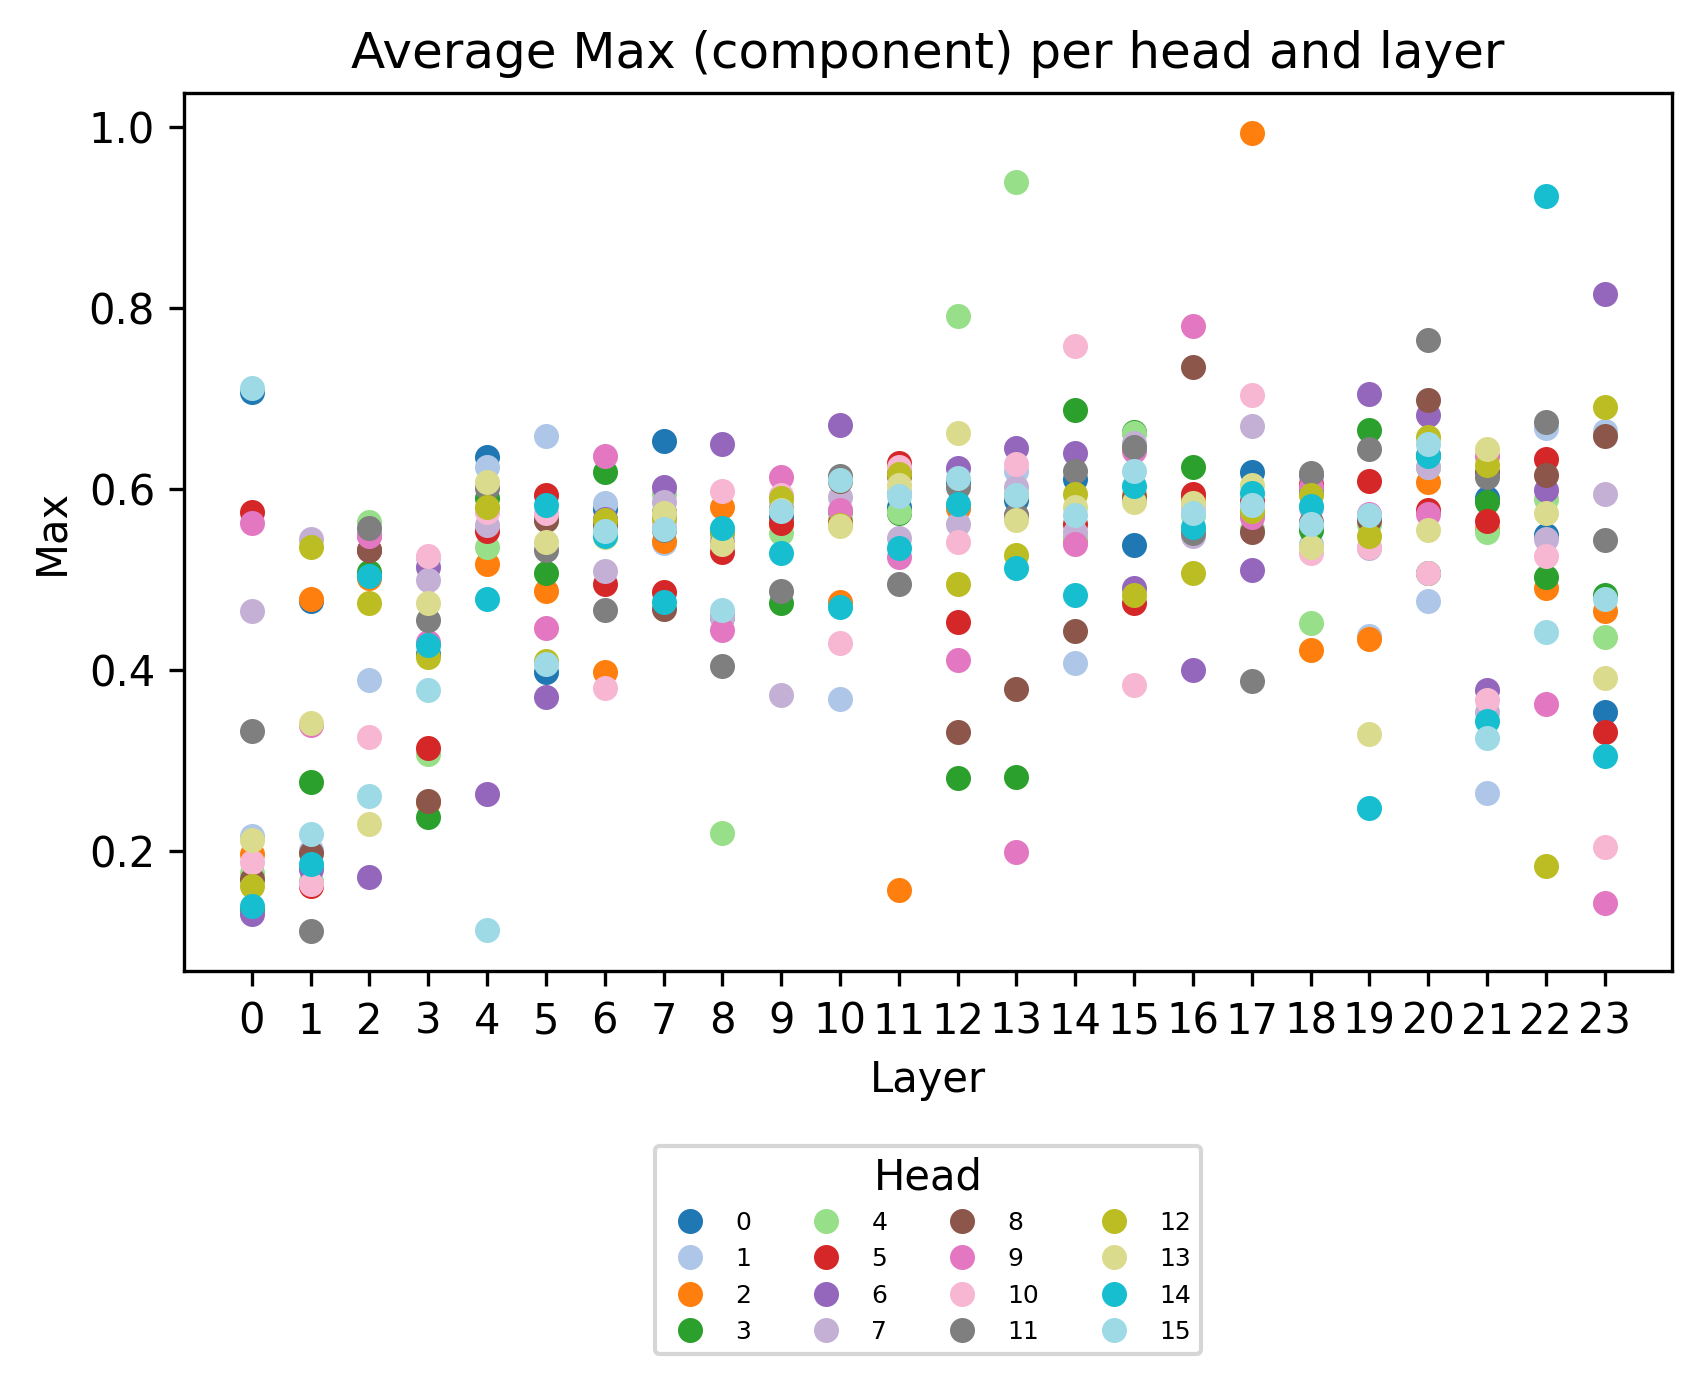 Average Max (component) per head and layer
Max
1.0
0.8
0.6
0.4
0.2
0 1 2 3 4 5 6 7 8 9 10 11 12 13 14 15 16 17 18 19 20 21 22 23
Layer
Head
0 4 8 12
1 5 9 13
2 6 10 14
3 7 11 15